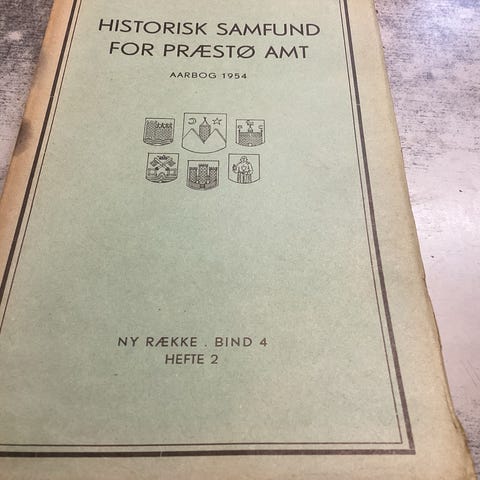 HISTORISK SAMFUND
FOR PRÆSTØ AMT
AARBOG 1954
NY RÆKKE . BIND 4
HEFTE 2